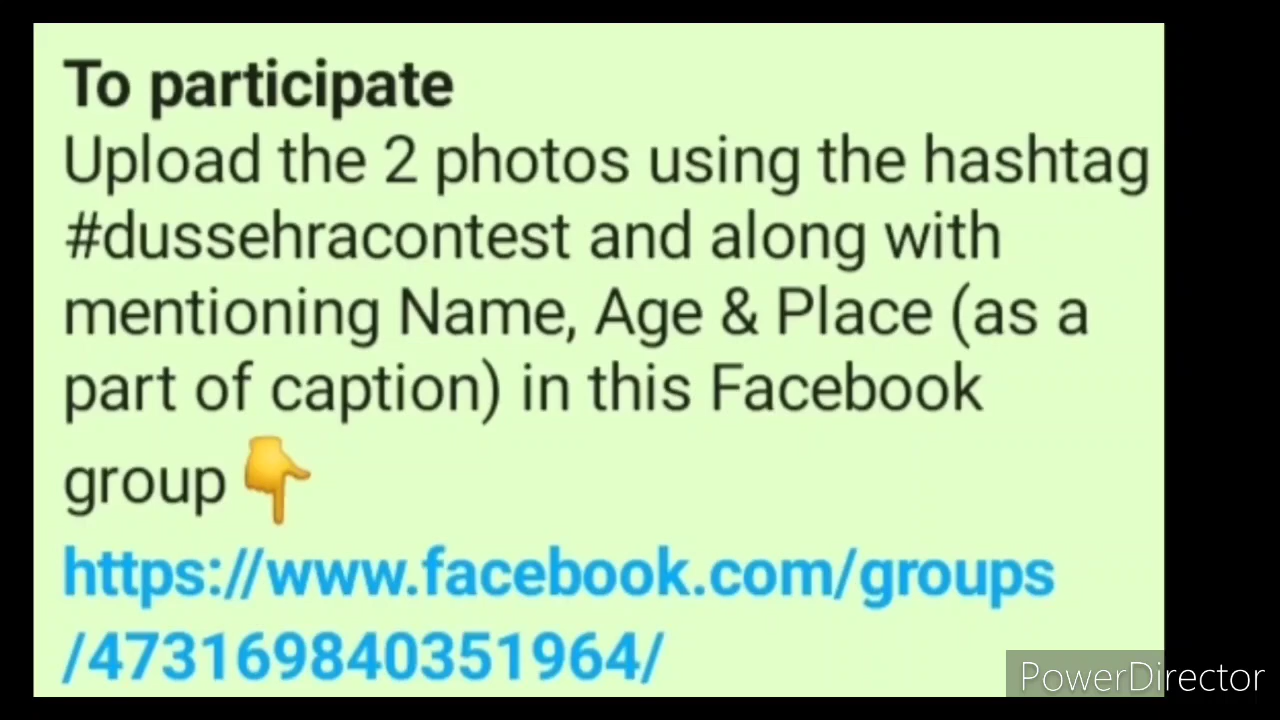 To participate
Upload the 2 photos using the hashtag
#dussehracontest and along with
mentioning Name, Age & Place (as a
part of caption) in this Facebook
group👇
https://www.facebook.com/groups
/473169840351964/
PowerDirector